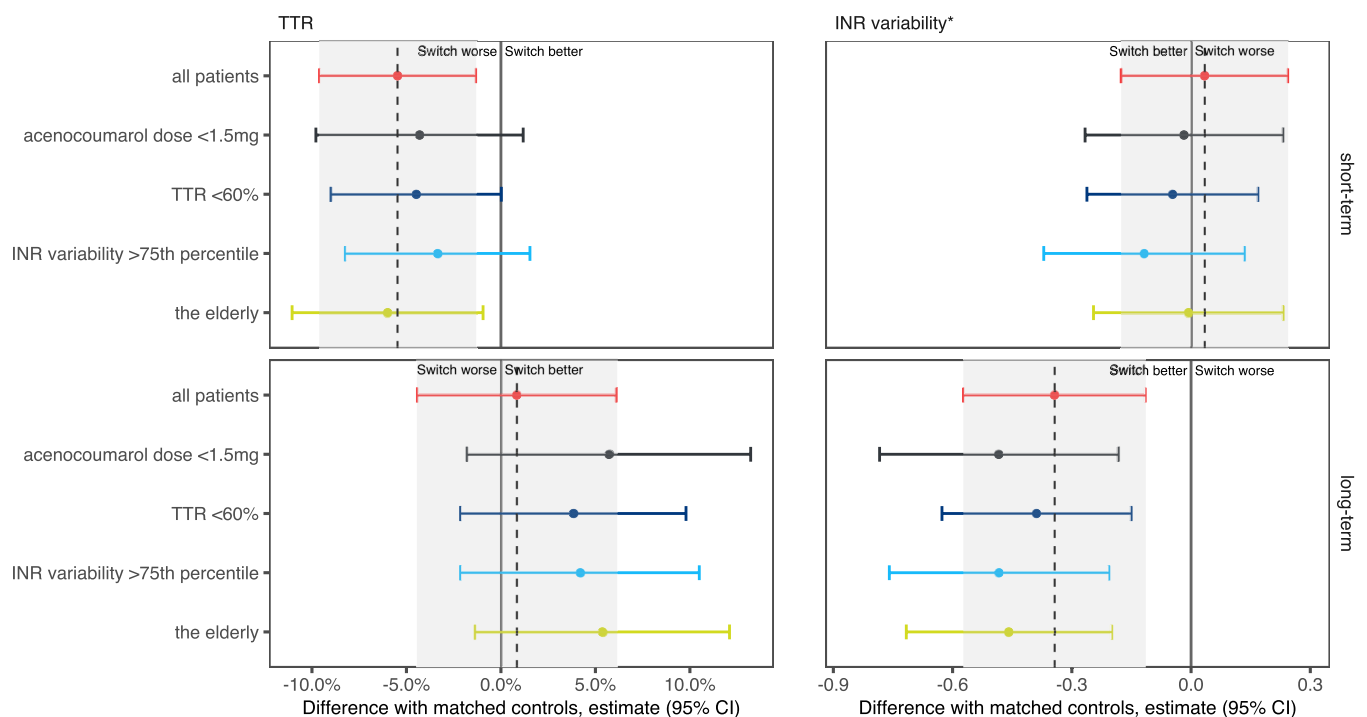 TTR
INR variability*
Switch worse Switch better
Switch better Switch worse
all patients
acenocoumarol dose <1.5mg
TTR <60%
INR variability >75th percentile
the elderly
short-term
Switch worse Switch better
Switch better Switch worse
all patients
acenocoumarol dose <1.5mg
TTR <60%
INR variability >75th percentile
the elderly
long-term
-10.0% -5.0% 0.0% 5.0% 10.0%
-0.9 -0.6 -0.3 0.0 0.3
Difference with matched controls, estimate (95% CI)
Difference with matched controls, estimate (95% CI)